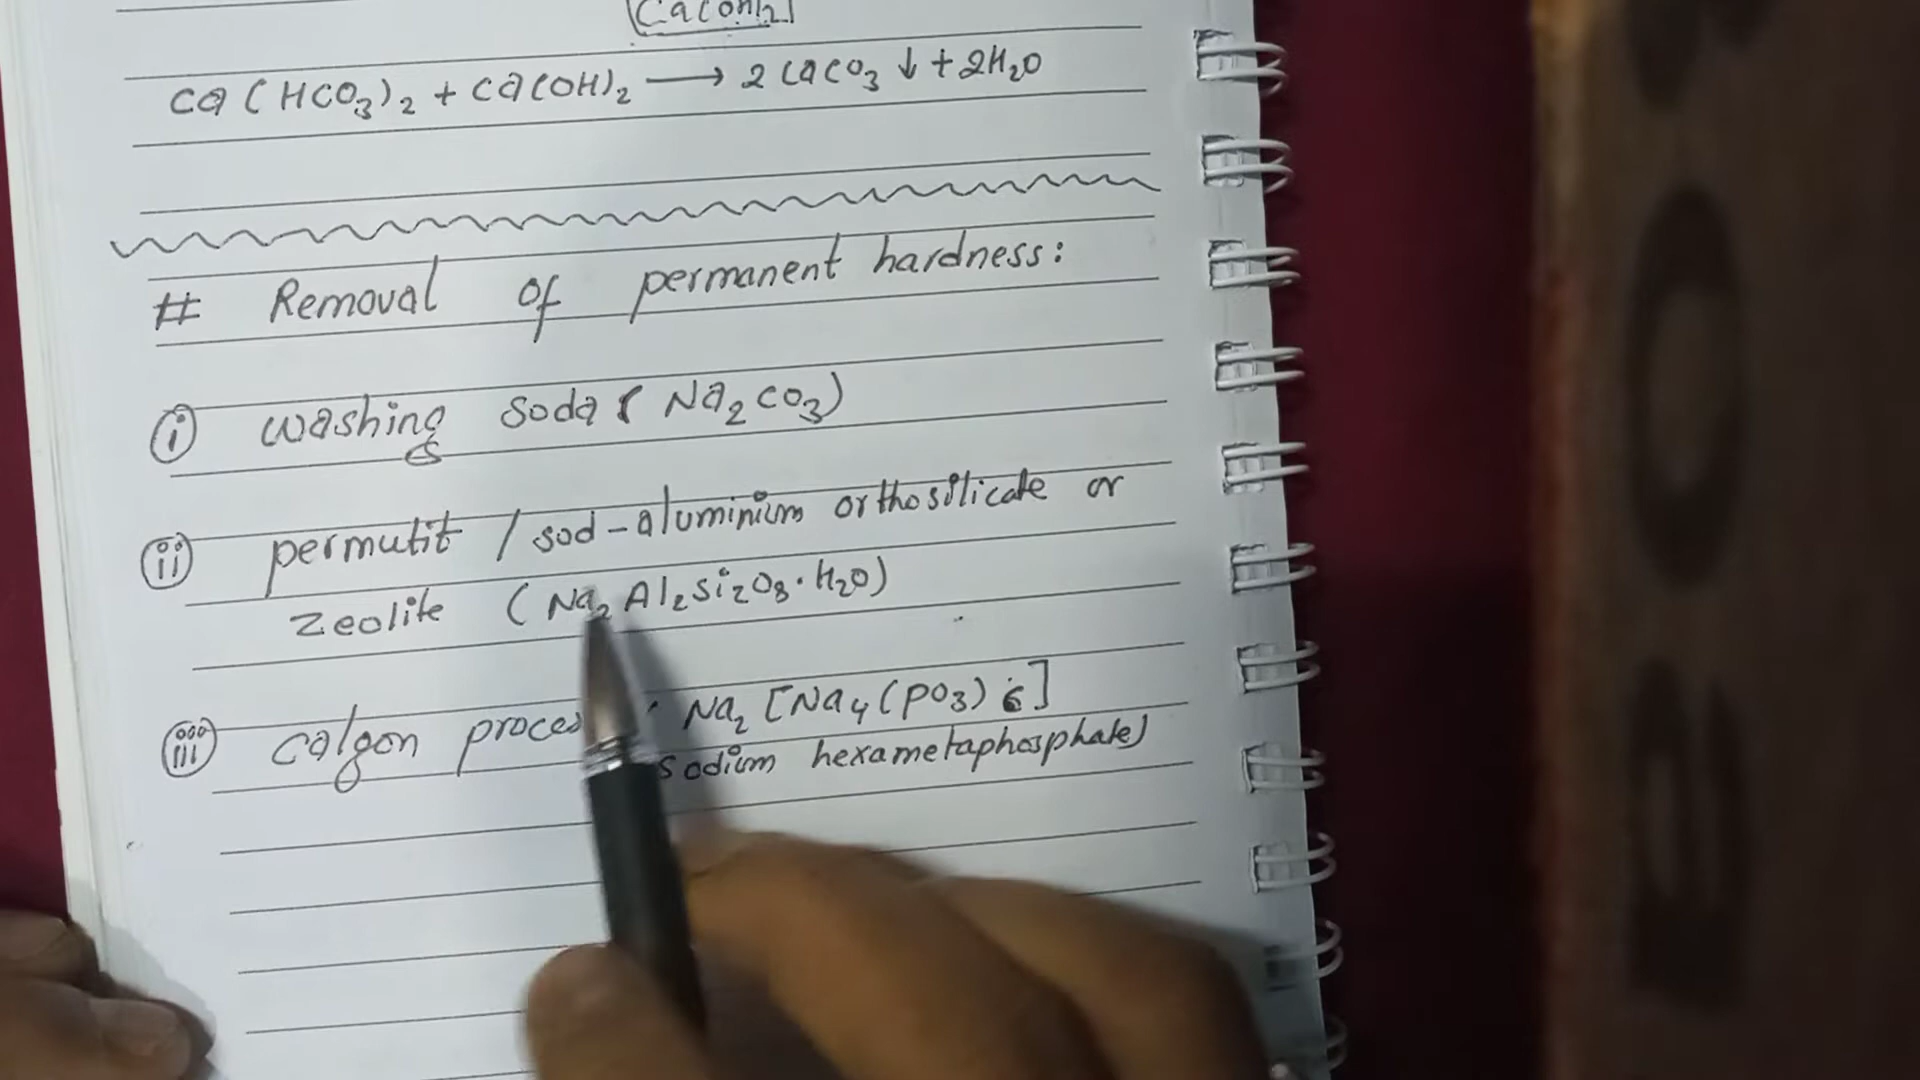 Ca(OH)2
Ca(HCO3)2 + Ca(OH)2 → 2CaCO3 ↓ + 2H2O
# Removal of permanent hardness:
(i) washing soda ( Na2CO3)
(ii) permutit / sod-aluminium orthosilicate or
zeolite (Na2Al2Si2O8·H2O)
(iii) calgon Na2[Na4(PO3)6]
sodium hexametaphosphate)